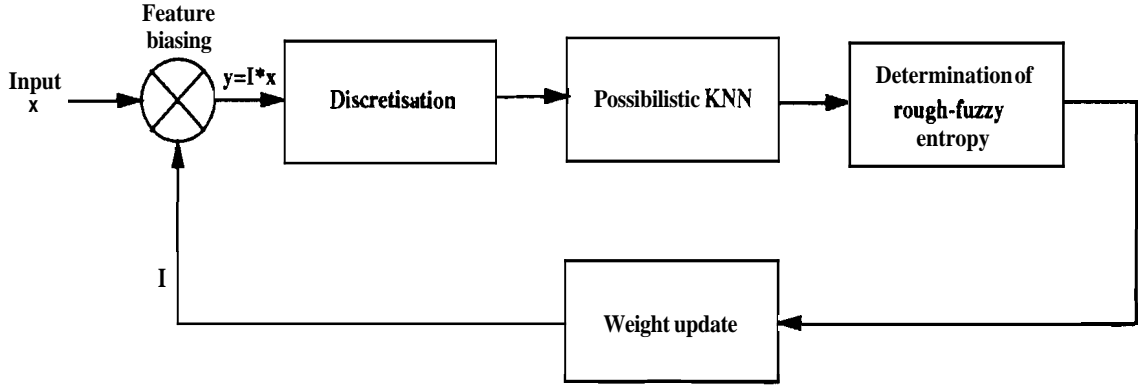 Feature
biasing
Input
x
y=I*x
Discretisation
Possibilistic KNN
Determination of
rough-fuzzy
entropy
I
Weight update